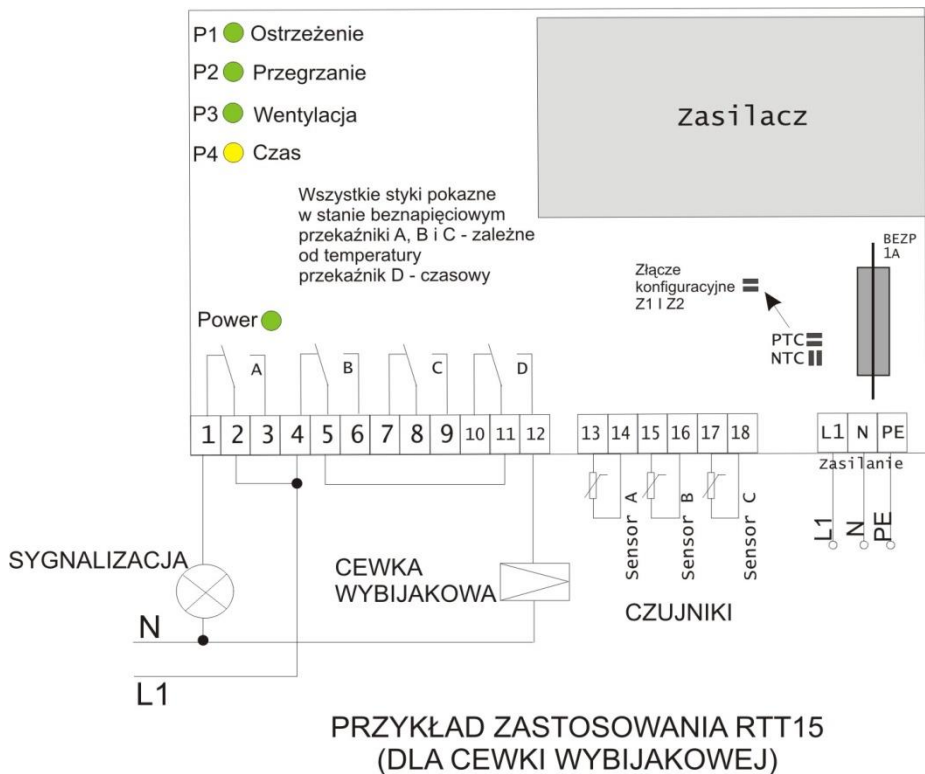 P1 Ostrzeżenie
P2 Przegrzanie
P3 Wentylacja
P4 Czas
Zasilacz
Wszystkie styki pokazne
w stanie beznapięciowym
przekaźniki A, B i C - zależne
od temperatury
przekaźnik D - czasowy
BEZP
1A
Złącze
konfiguracyjne
Z1 I Z2
PTC
NTC
Power
A B C D
1 2 3 4 5 6 7 8 9 10 11 12 13 14 15 16 17 18 L1 N PE
Zasilanie
Sensor A
Sensor B
Sensor C
L1
N
PE
SYGNALIZACJA
CEWKA
WYBIJAKOWA
CZUJNIKI
N
L1
PRZYKŁAD ZASTOSOWANIA RTT15
(DLA CEWKI WYBIJAKOWEJ)